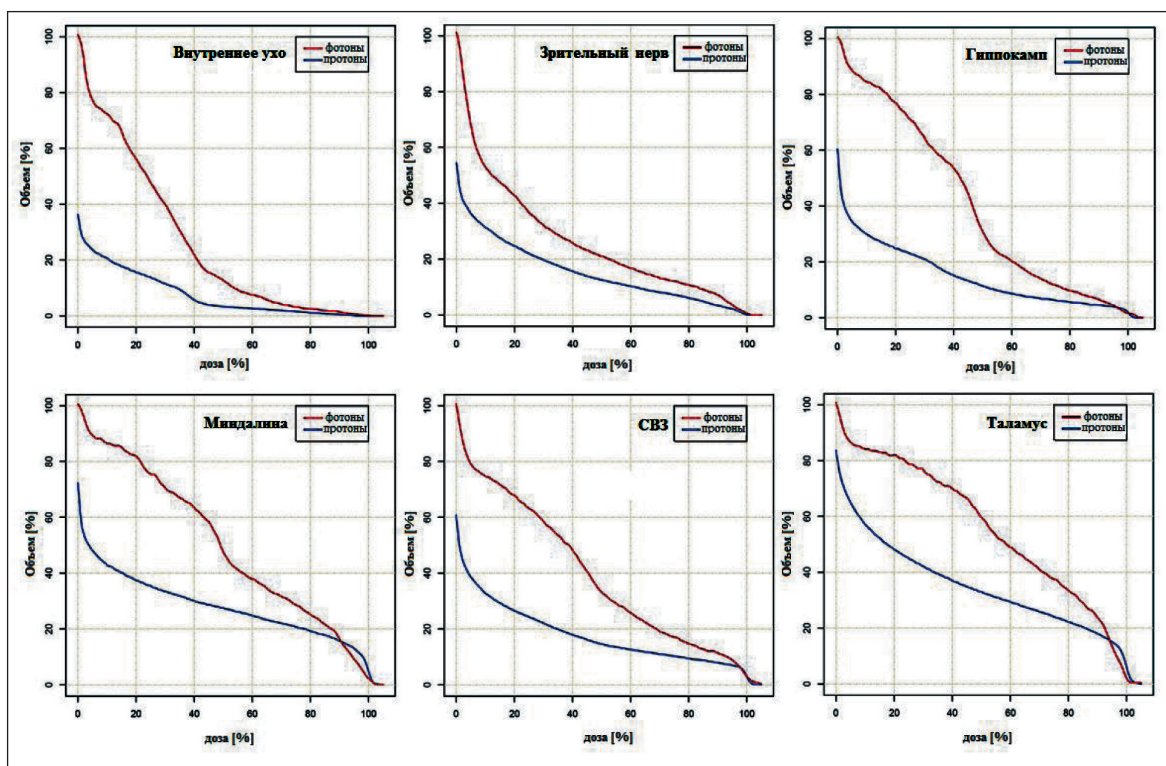 Внутреннее ухо
фотоны
протоны
Объем [%]
100
80
60
40
20
0
0 20 40 60 80 100
доза [%]
Зрительный нерв
фотоны
протоны
Объем [%]
100
80
60
40
20
0
0 20 40 60 80 100
доза [%]
Гиппокамп
фотоны
протоны
Объем [%]
100
80
60
40
20
0
0 20 40 60 80 100
доза [%]
Миндалина
фотоны
протоны
Объем [%]
100
80
60
40
20
0
0 20 40 60 80 100
доза [%]
СВЗ
фотоны
протоны
Объем [%]
100
80
60
40
20
0
0 20 40 60 80 100
доза [%]
Таламус
фотоны
протоны
Объем [%]
100
80
60
40
20
0
0 20 40 60 80 100
доза [%]